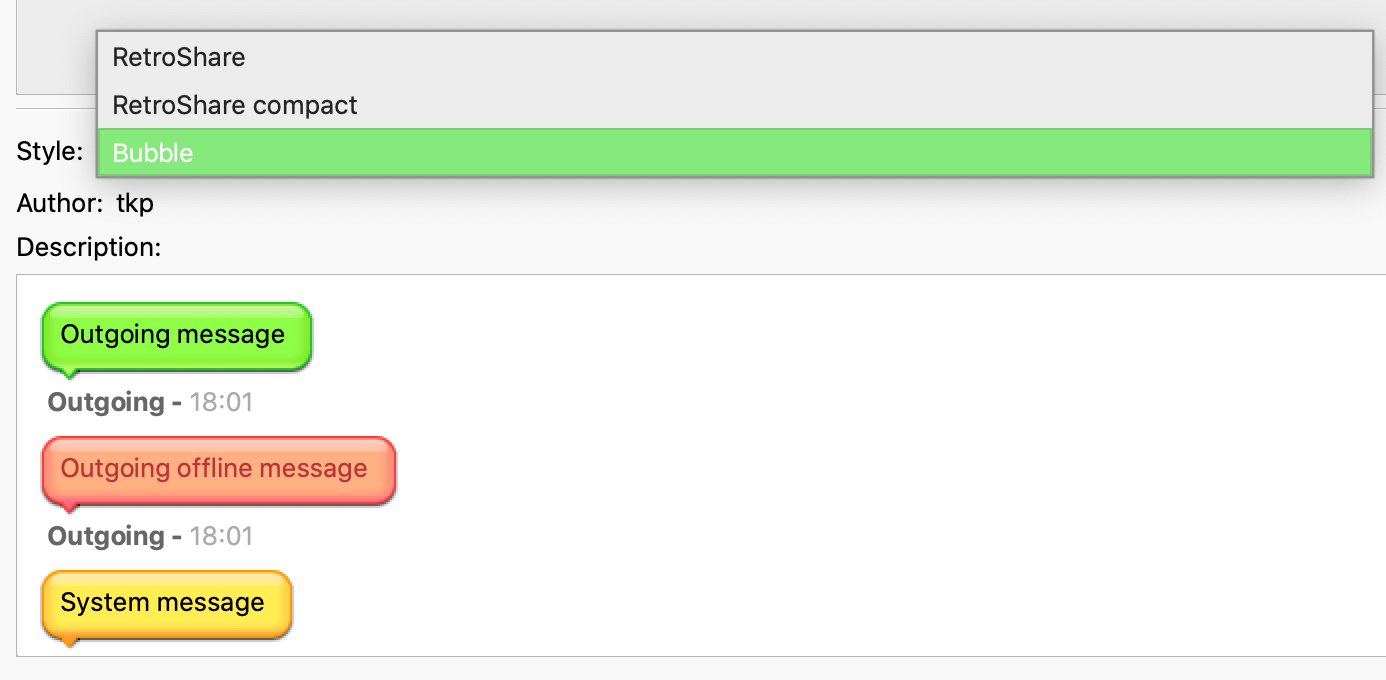 RetroShare
RetroShare compact
Style: Bubble
Author: tkp
Description:
Outgoing message
Outgoing - 18:01
Outgoing offline message
Outgoing - 18:01
System message